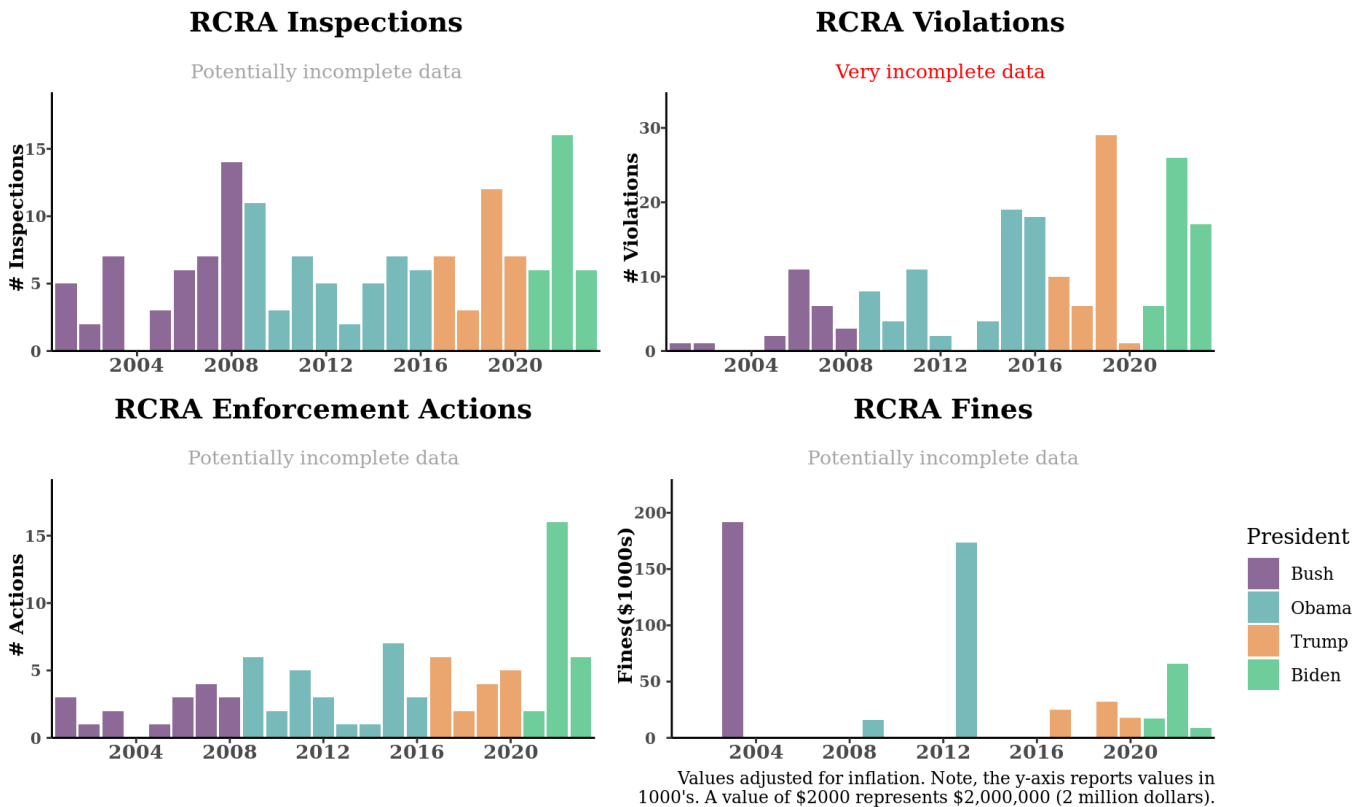 RCRA Inspections
Potentially incomplete data
# Inspections
15
10
5
0
2004 2008 2012 2016 2020
RCRA Violations
Very incomplete data
# Violations
30
20
10
0
2004 2008 2012 2016 2020
RCRA Enforcement Actions
Potentially incomplete data
# Actions
15
10
5
0
2004 2008 2012 2016 2020
RCRA Fines
Potentially incomplete data
Fines($1000s)
200
150
100
50
0
2004 2008 2012 2016 2020
Values adjusted for inflation. Note, the y-axis reports values in
1000's. A value of $2000 represents $2,000,000 (2 million dollars).
President
Bush
Obama
Trump
Biden